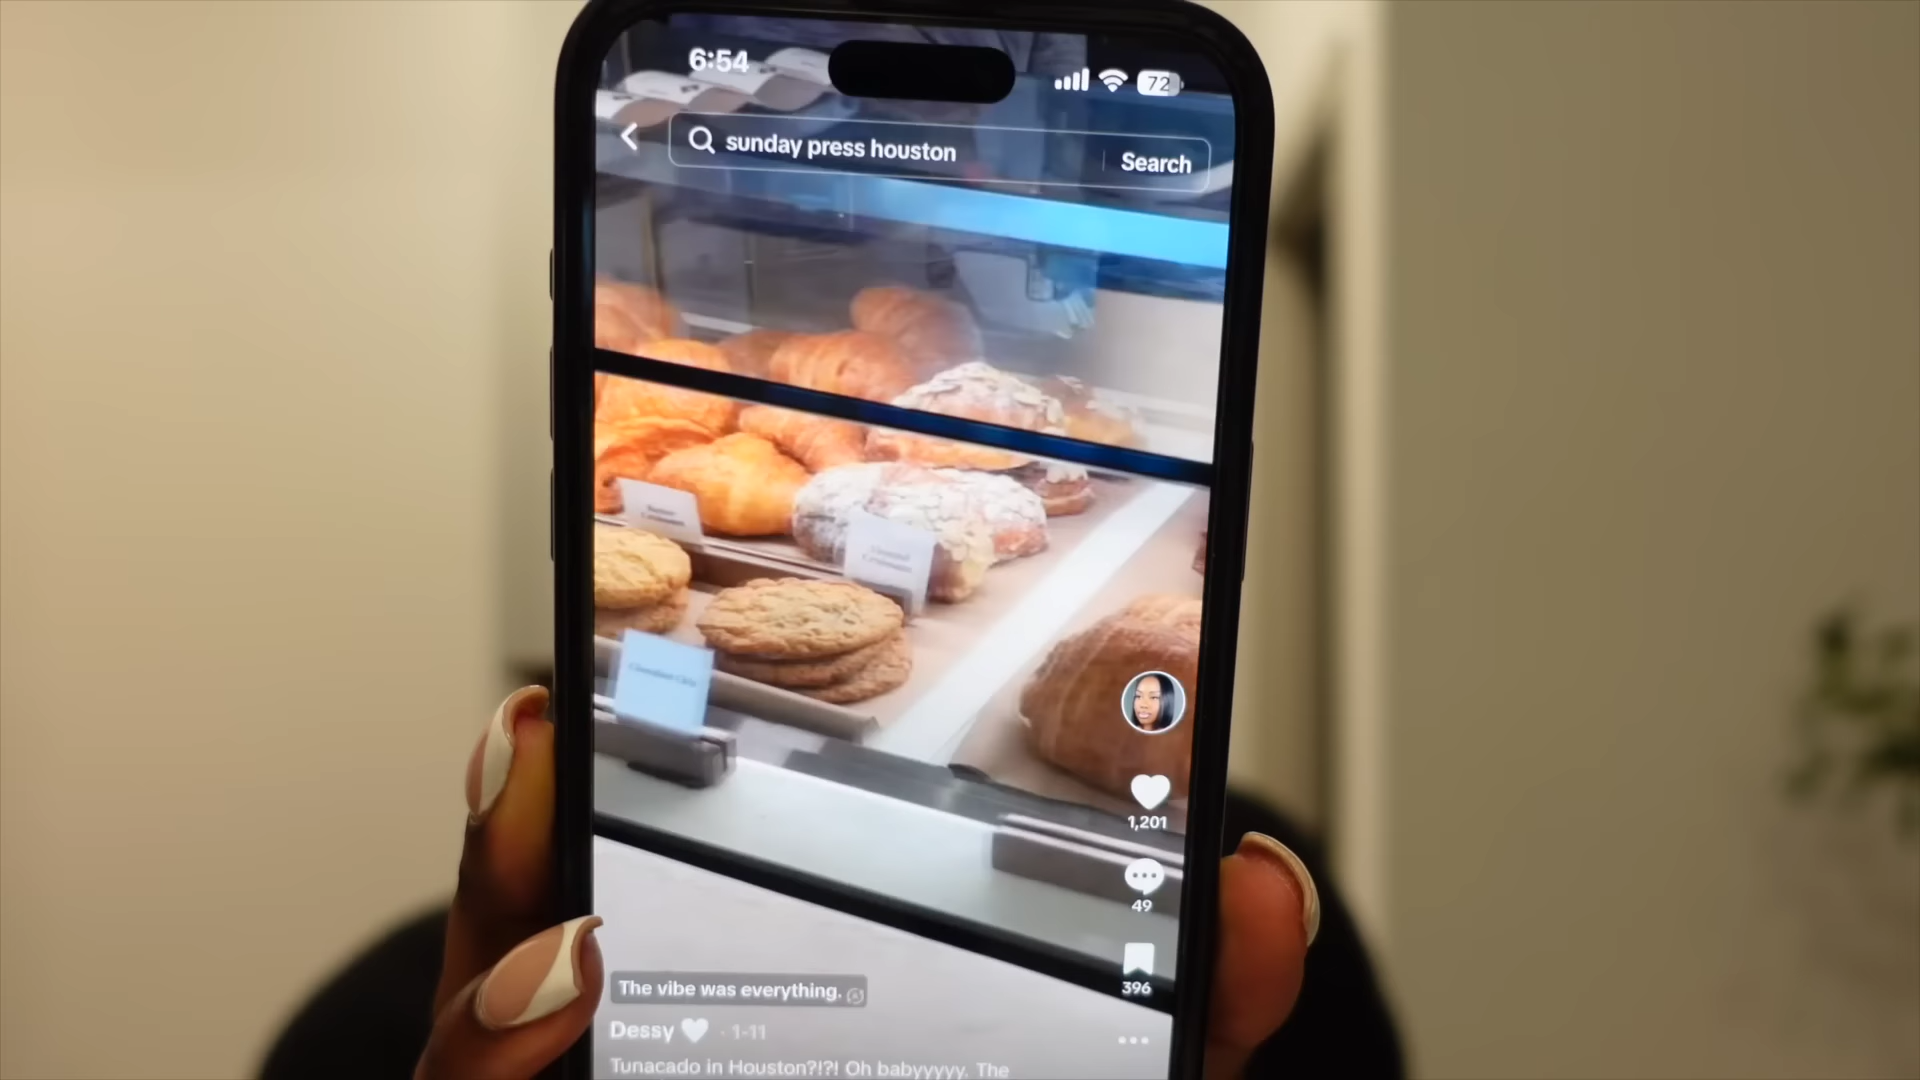 6:54
72
sunday press houston
Search
1,201
49
396
The vibe was everything.
Dessy 🤍 · 1-11
Tunacado in Houston?!?! Oh babyyyyy. The